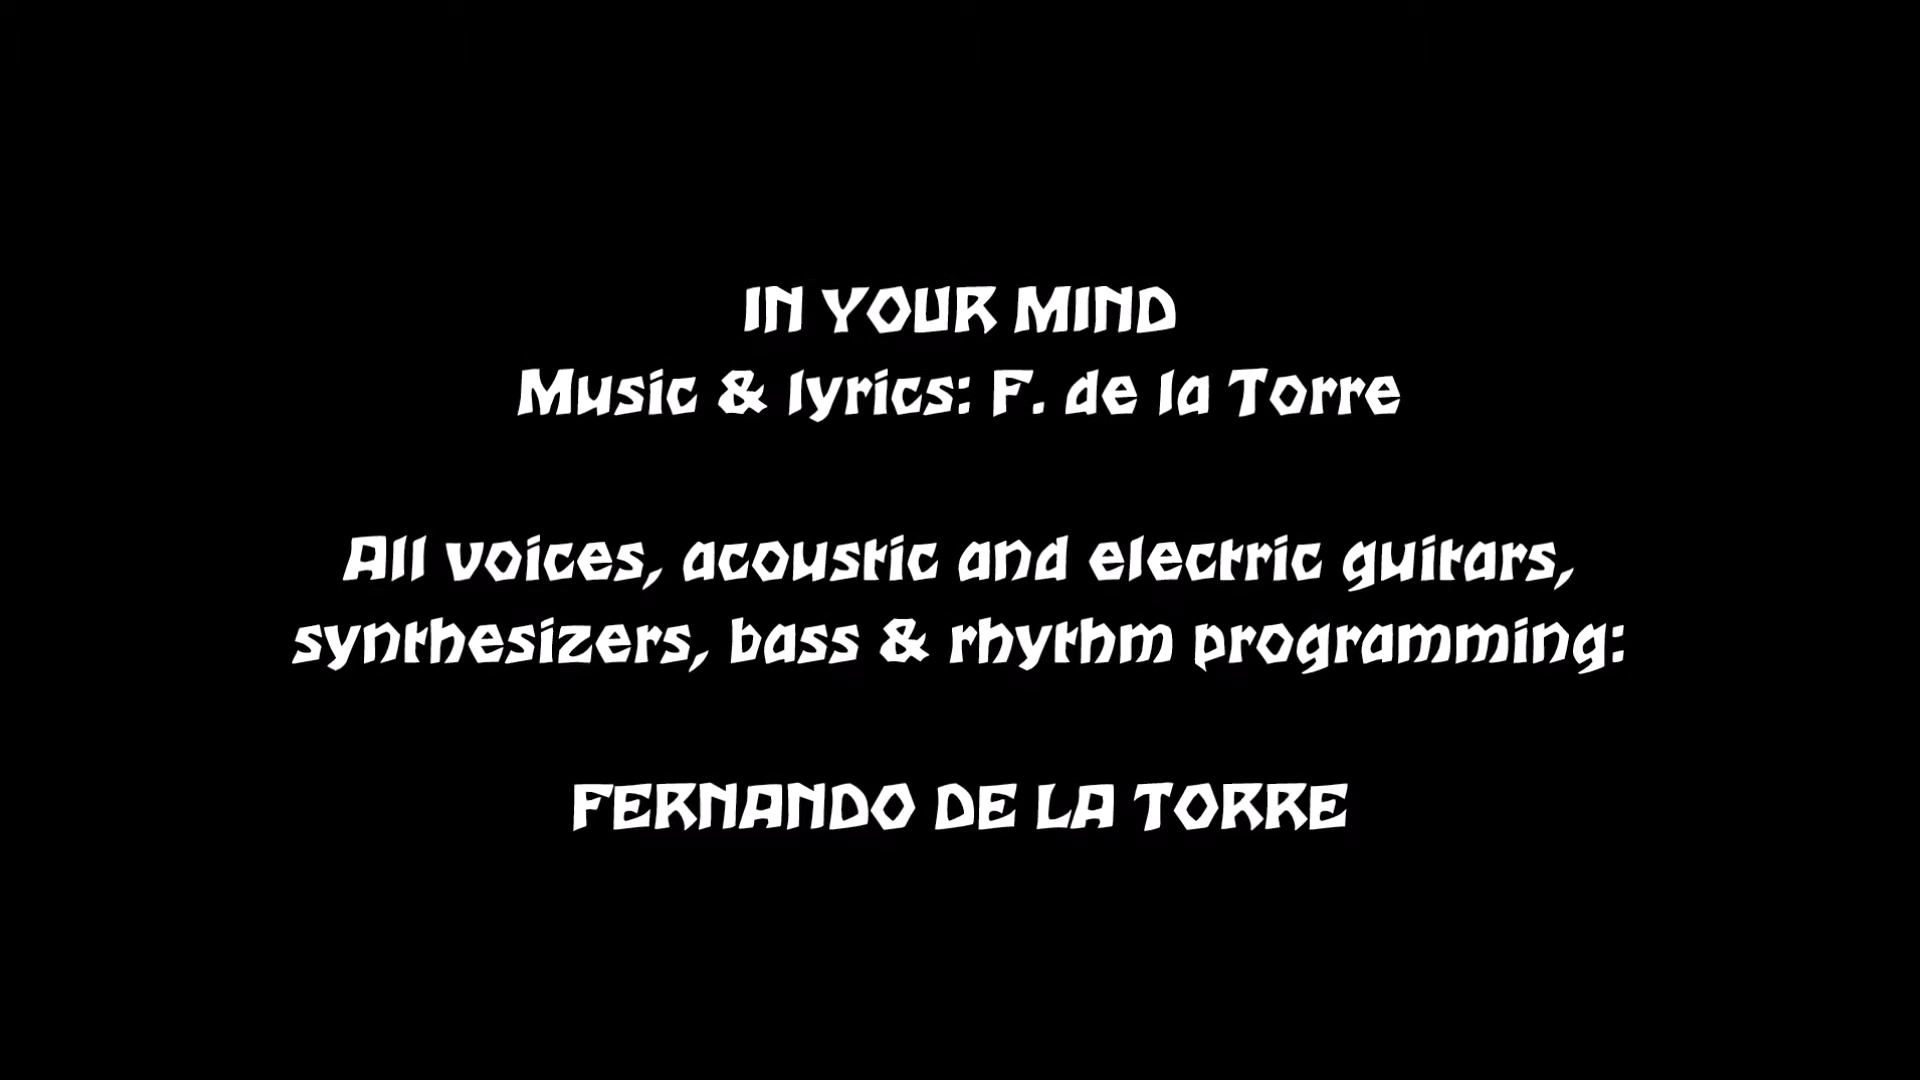 IN YOUR MIND
Music & lyrics: F. de la Torre
All voices, acoustic and electric guitars,
synthesizers, bass & rhythm programming:
FERNANDO DE LA TORRE